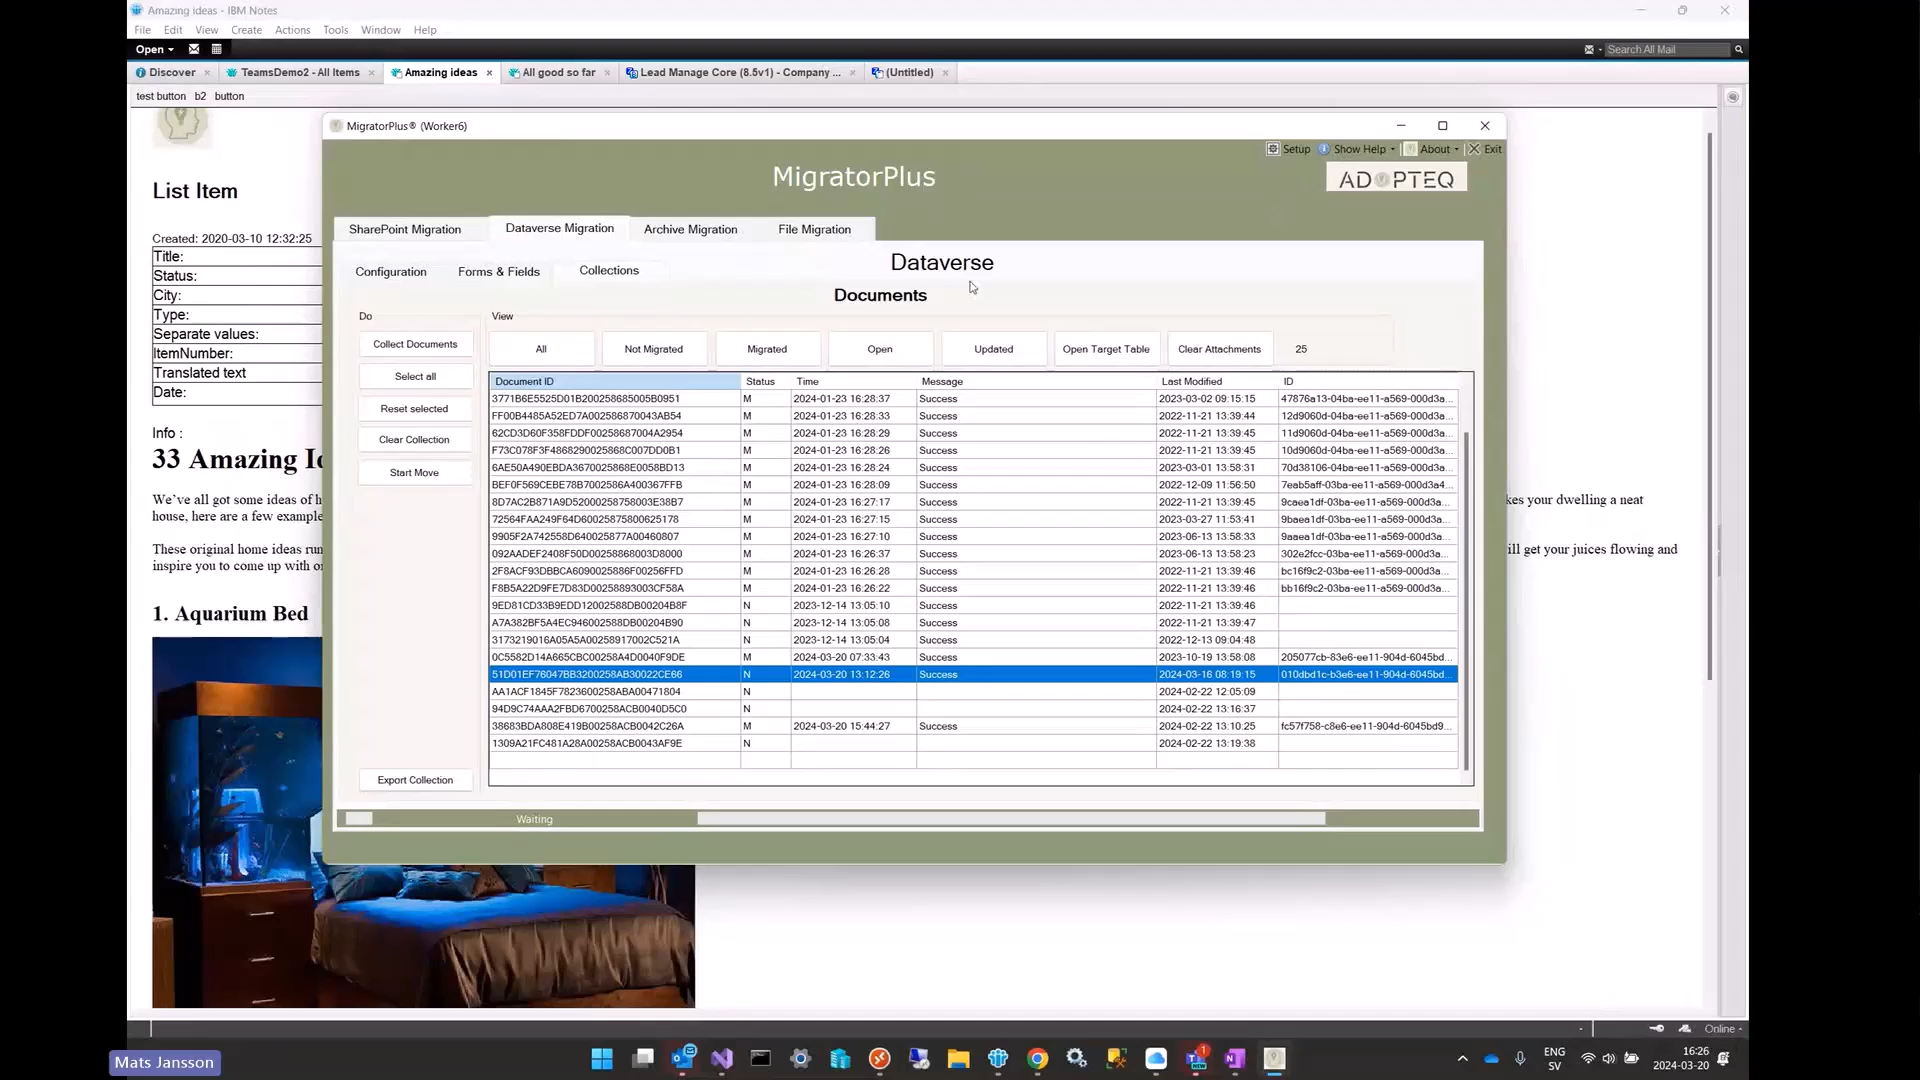 Amazing ideas - IBM Notes
File Edit View Create Actions Tools Window Help
Open
Search All Mail
Discover
TeamsDemo2 - All Items
Amazing ideas
All good so far
Lead Manage Core (8.5v1) - Company ...
(Untitled)
test button b2 button
List Item
Created: 2020-03-10 12:32:25
Title:
Status:
City:
Type:
Separate values:
ItemNumber:
Translated text
Date:
Info :
33 Amazing Id
We've all got some ideas of h
kes your dwelling a neat
house, here are a few example
These original home ideas run
ill get your juices flowing and
inspire you to come up with or
1. Aquarium Bed
MigratorPlus® (Worker6)
Setup Show Help About Exit
MigratorPlus
ADOPTEQ
SharePoint Migration Dataverse Migration Archive Migration File Migration
Configuration Forms & Fields Collections
Dataverse
Documents
Do
Collect Documents
Select all
Reset selected
Clear Collection
Start Move
Export Collection
View
All Not Migrated Migrated Open Updated Open Target Table Clear Attachments 25
Document ID Status Time Message Last Modified ID
3771B6E5525D01B200258685005B0951 M 2024-01-23 16:28:37 Success 2023-03-02 09:15:15 47876a13-04ba-ee11-a569-000d3a...
FF00B4485A52ED7A002586870043AB54 M 2024-01-23 16:28:33 Success 2022-11-21 13:39:44 12d9060d-04ba-ee11-a569-000d3a...
62CD3D60F358FDDF00258687004A2954 M 2024-01-23 16:28:29 Success 2022-11-21 13:39:45 11d9060d-04ba-ee11-a569-000d3a...
F73C078F3F4868290025868C007DD0B1 M 2024-01-23 16:28:26 Success 2022-11-21 13:39:45 10d9060d-04ba-ee11-a569-000d3a...
6AE50A490EBDA3670025868E0058BD13 M 2024-01-23 16:28:24 Success 2023-03-01 13:58:31 70d38106-04ba-ee11-a569-000d3a...
BEF0F569CEBE78B7002586A400367FFB M 2024-01-23 16:28:09 Success 2022-12-09 11:56:50 7eab5aff-03ba-ee11-a569-000d3a4...
8D7AC2B871A9D52000258758003E38B7 M 2024-01-23 16:27:17 Success 2022-11-21 13:39:45 9caea1df-03ba-ee11-a569-000d3a...
72564FAA249F64D60025875800625178 M 2024-01-23 16:27:15 Success 2023-03-27 11:53:41 9baea1df-03ba-ee11-a569-000d3a...
9905F2A742558D640025877A00460807 M 2024-01-23 16:27:10 Success 2023-06-13 13:58:33 9aaea1df-03ba-ee11-a569-000d3a...
092AADEF2408F50D00258868003D8000 M 2024-01-23 16:26:37 Success 2023-06-13 13:58:23 302e2fcc-03ba-ee11-a569-000d3a...
2F8ACF93DBBCA6090025886F00256FFD M 2024-01-23 16:26:28 Success 2022-11-21 13:39:46 bc16f9c2-03ba-ee11-a569-000d3a...
F8B5A22D9FE7D83D00258893003CF58A M 2024-01-23 16:26:22 Success 2022-11-21 13:39:46 bb16f9c2-03ba-ee11-a569-000d3a...
9ED81CD33B9EDD12002588DB00204B8F N 2023-12-14 13:05:10 Success 2022-11-21 13:39:46
A7A382BF5A4EC946002588DB00204B90 N 2023-12-14 13:05:08 Success 2022-11-21 13:39:47
3173219016A05A5A00258917002C521A N 2023-12-14 13:05:04 Success 2022-12-13 09:04:48
0C5582D14A665CBC00258A4D0040F9DE M 2024-03-20 07:33:43 Success 2023-10-19 13:58:08 205077cb-83e6-ee11-904d-6045bd...
51D01EF76047BB3200258AB30022CE66 N 2024-03-20 13:12:26 Success 2024-03-16 08:19:15 010dbd1c-b3e6-ee11-904d-6045bd...
AA1ACF1845F7823600258ABA00471804 N 2024-02-22 12:05:09
94D9C74AAA2FBD6700258ACB0040D5C0 N 2024-02-22 13:16:37
38683BDA808E419B00258ACB0042C26A M 2024-03-20 15:44:27 Success 2024-02-22 13:10:25 fc57f758-c8e6-ee11-904d-6045bd9...
1309A21FC481A28A00258ACB0043AF9E N 2024-02-22 13:19:38
Waiting
Online
Mats Jansson
ENG
SV
16:26
2024-03-20